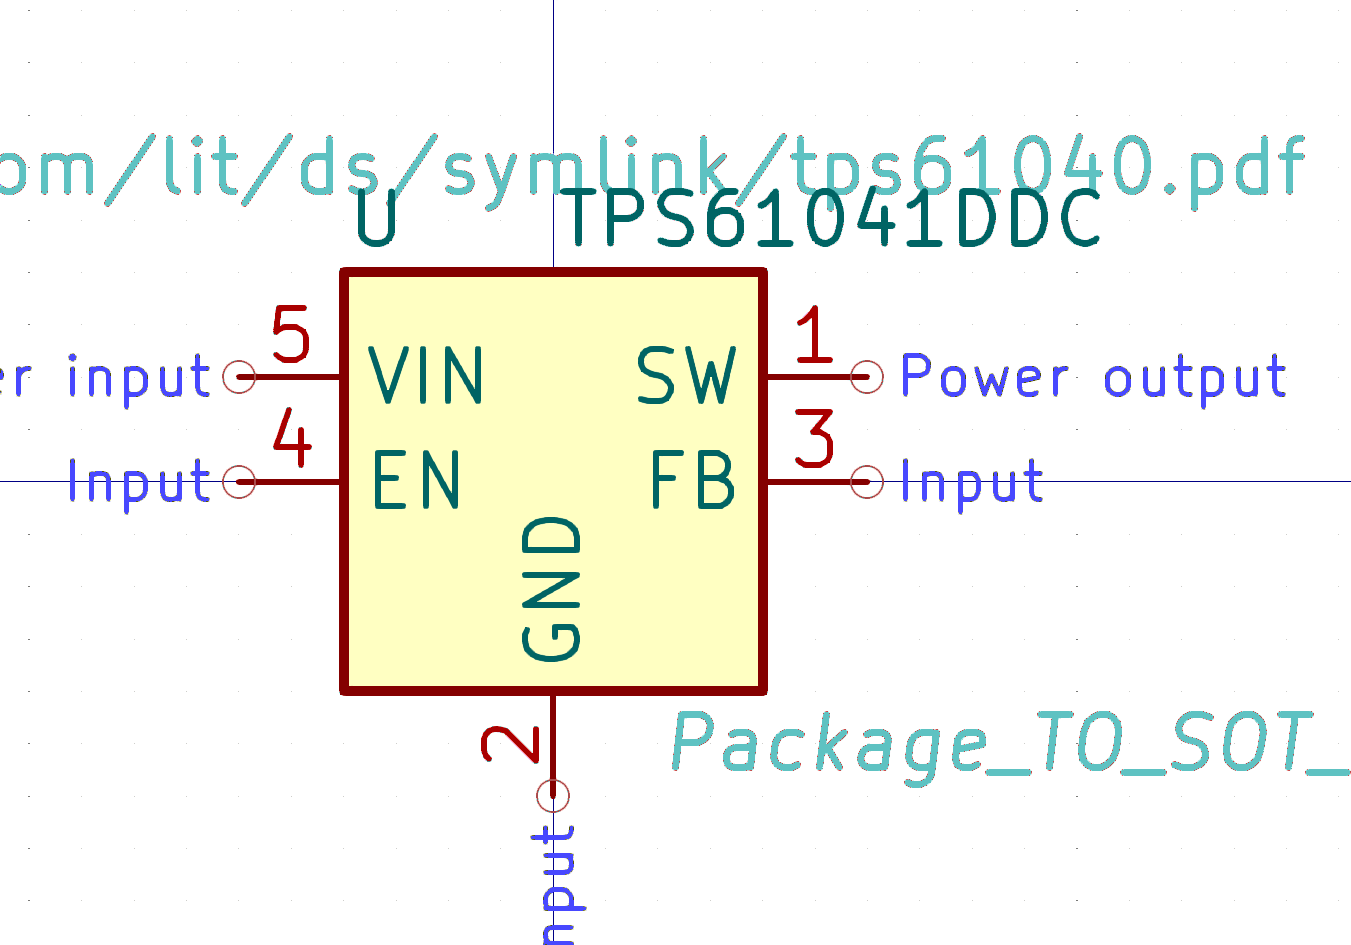 om/lit/ds/symlink/tps61040.pdf
U TPS61041DDC
5 1
er input VIN SW Power output
4 3
Input EN FB Input
GND
2
Package_TO_SOT_
nput